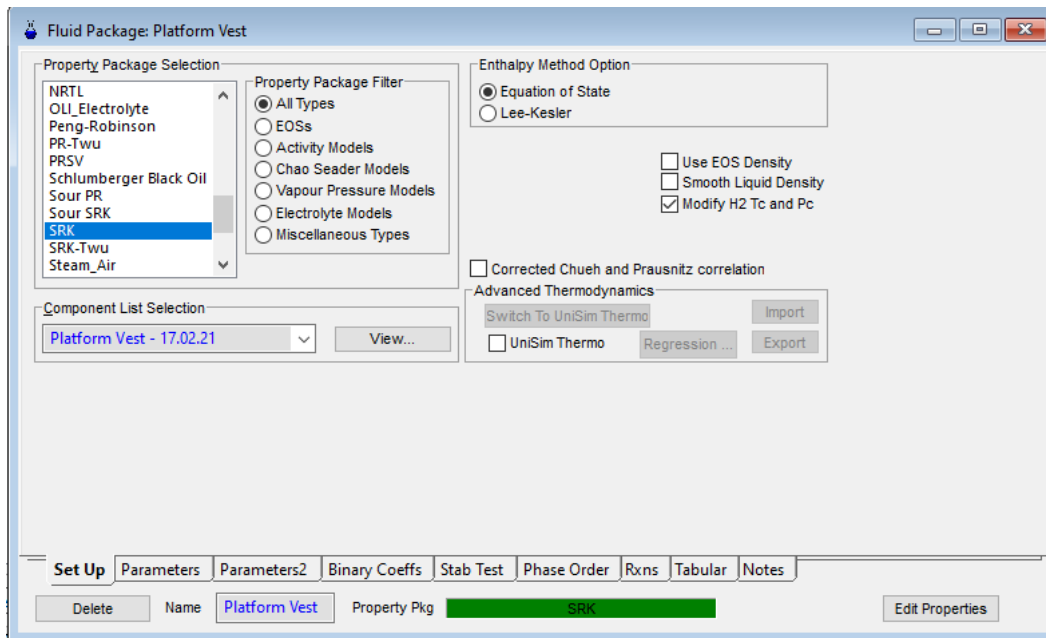 Fluid Package: Platform Vest
Property Package Selection
NRTL
OLI_Electrolyte
Peng-Robinson
PR-Twu
PRSV
Schlumberger Black Oil
Sour PR
Sour SRK
SRK
SRK-Twu
Steam_Air
Property Package Filter
All Types
EOSs
Activity Models
Chao Seader Models
Vapour Pressure Models
Electrolyte Models
Miscellaneous Types
Component List Selection
Platform Vest - 17.02.21
View...
Enthalpy Method Option
Equation of State
Lee-Kesler
Use EOS Density
Smooth Liquid Density
Modify H2 Tc and Pc
Corrected Chueh and Prausnitz correlation
Advanced Thermodynamics
Switch To UniSim Thermo
Import
UniSim Thermo
Regression ...
Export
Set Up Parameters Parameters2 Binary Coeffs Stab Test Phase Order Rxns Tabular Notes
Delete Name Platform Vest Property Pkg SRK Edit Properties